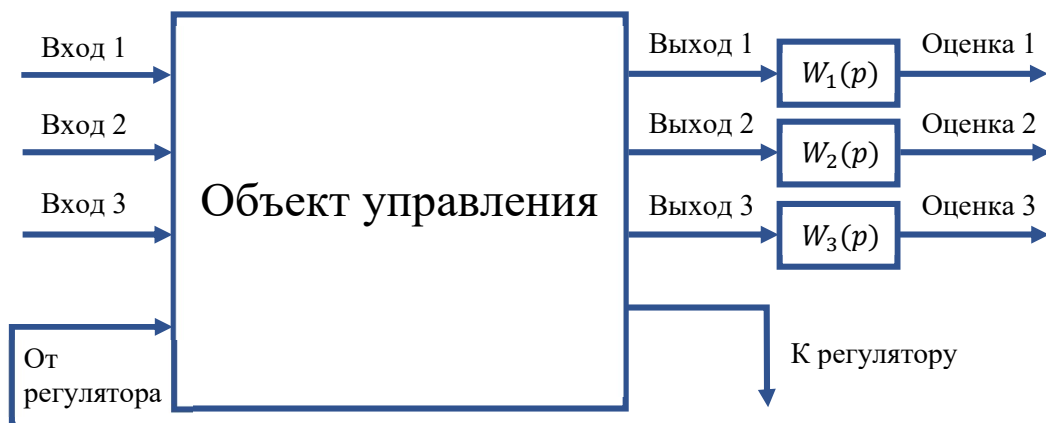 Вход 1
Выход 1
Оценка 1
W₁(p)
Вход 2
Выход 2
Оценка 2
W₂(p)
Вход 3
Объект управления
Выход 3
Оценка 3
W₃(p)
От
регулятора
К регулятору